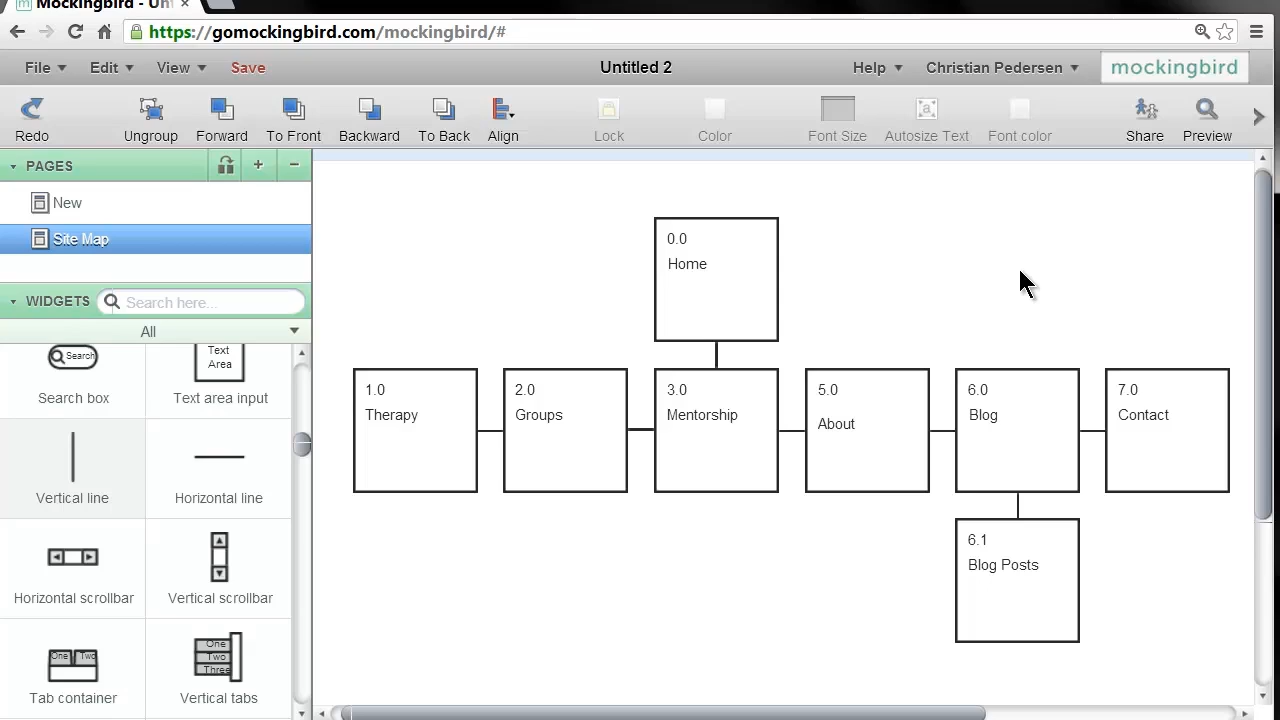 Mockingbird - Unt
https://gomockingbird.com/mockingbird/#
File Edit View Save Untitled 2 Help Christian Pedersen mockingbird
Redo Ungroup Forward To Front Backward To Back Align Lock Color Font Size Autosize Text Font color Share Preview
PAGES
New
Site Map
WIDGETS Search here...
All
Search
Text
Area
Search box Text area input
Vertical line Horizontal line
Horizontal scrollbar Vertical scrollbar
One Two
One
Two
Three
Tab container Vertical tabs
0.0
Home
1.0
Therapy
2.0
Groups
3.0
Mentorship
5.0
About
6.0
Blog
7.0
Contact
6.1
Blog Posts